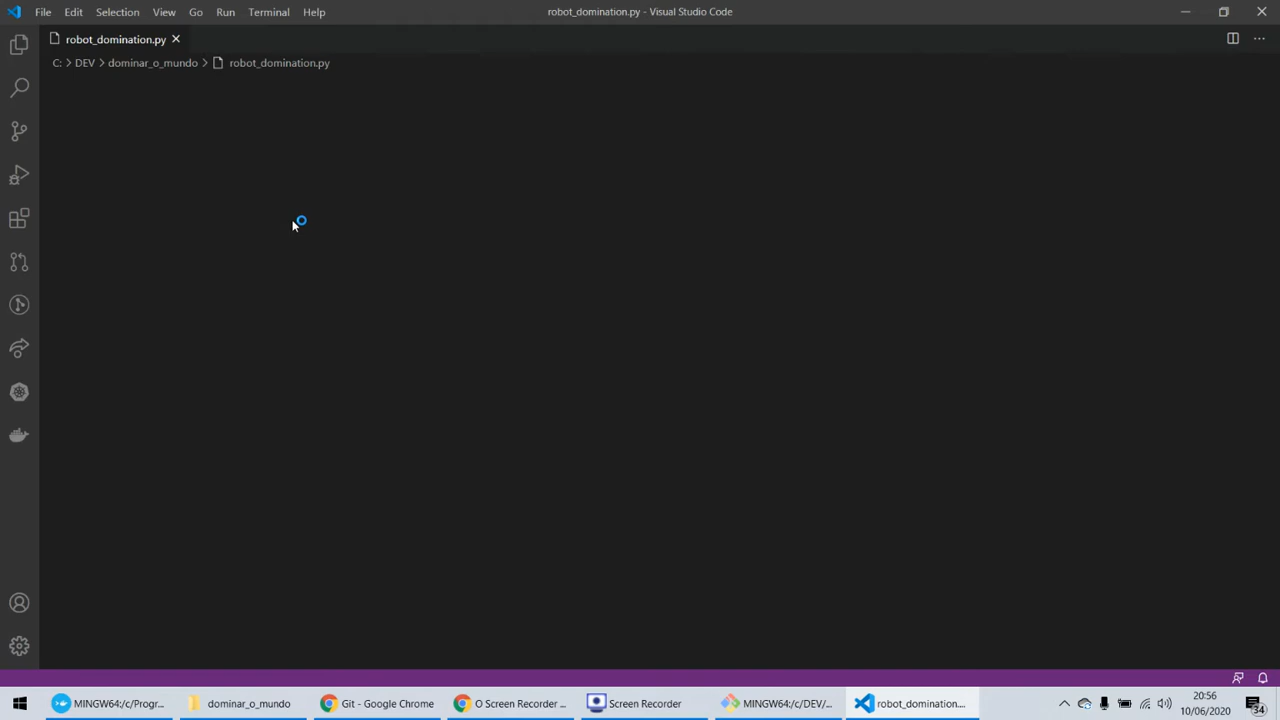 File Edit Selection View Go Run Terminal Help robot_domination.py - Visual Studio Code
robot_domination.py
C: > DEV > dominar_o_mundo > robot_domination.py
MINGW64:/c/Progr... dominar_o_mundo Git - Google Chrome O Screen Recorder ... Screen Recorder MINGW64:/c/DEV/... robot_domination.... 20:56
10/06/2020 34